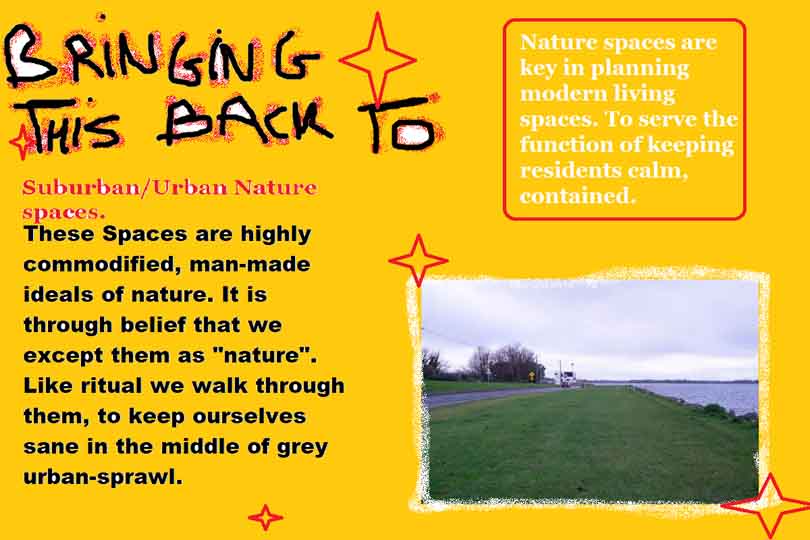 BRINGING
THIS BACK TO
Suburban/Urban Nature
spaces.
These Spaces are highly
commodified, man-made
ideals of nature. It is
through belief that we
except them as "nature".
Like ritual we walk through
them, to keep ourselves
sane in the middle of grey
urban-sprawl.
Nature spaces are
key in planning
modern living
spaces. To serve the
function of keeping
residents calm,
contained.